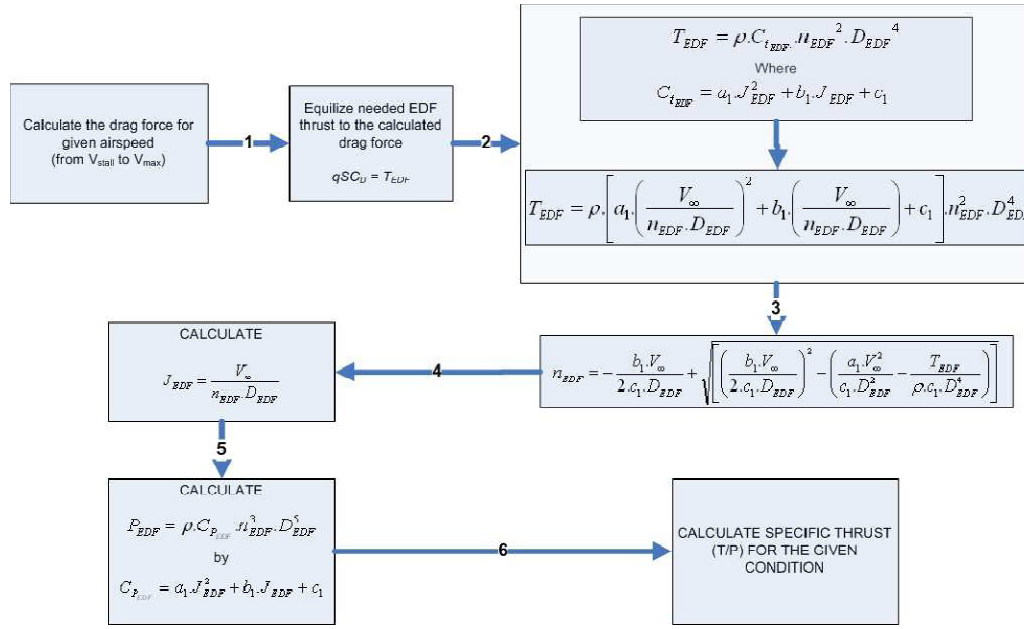 Calculate the drag force for
given airspeed
(from V_stall to V_max)
1
Equilize needed EDF
thrust to the calculated
drag force
qSC_D = T_EDF
2
T_EDF = ρ.C_t_EDF.n_EDF^2.D_EDF^4
Where
C_t_EDF = a_1.J_EDF^2 + b_1.J_EDF + c_1
T_EDF = ρ.[a_1.(V_∞/(n_EDF.D_EDF))^2 + b_1.(V_∞/(n_EDF.D_EDF)) + c_1].n_EDF^2.D_ED^4
3
n_EDF = -(b_1.V_∞)/(2.c_1.D_EDF) + √[((b_1.V_∞)/(2.c_1.D_EDF))^2 - ((a_1.V_∞^2)/(c_1.D_EDF^2) - T_EDF/(ρ.c_1.D_EDF^4))]
4
CALCULATE
J_EDF = V_∞/(n_EDF.D_EDF)
5
CALCULATE
P_EDF = ρ.C_P_EDF.n_EDF^3.D_EDF^5
by
C_P_EDF = a_1.J_EDF^2 + b_1.J_EDF + c_1
6
CALCULATE SPECIFIC THRUST
(T/P) FOR THE GIVEN
CONDITION